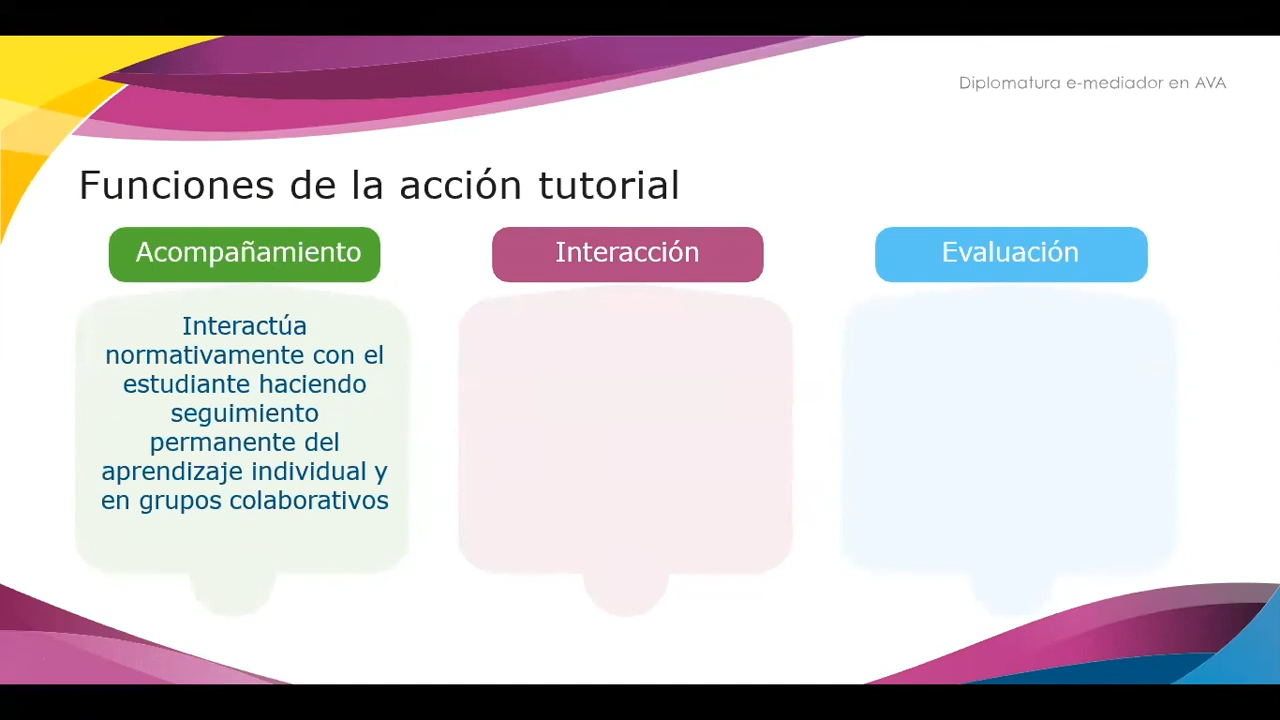 Diplomatura e-mediador en AVA
Funciones de la acción tutorial
Acompañamiento
Interacción
Evaluación
Interactúa
normativamente con el
estudiante haciendo
seguimiento
permanente del
aprendizaje individual y
en grupos colaborativos